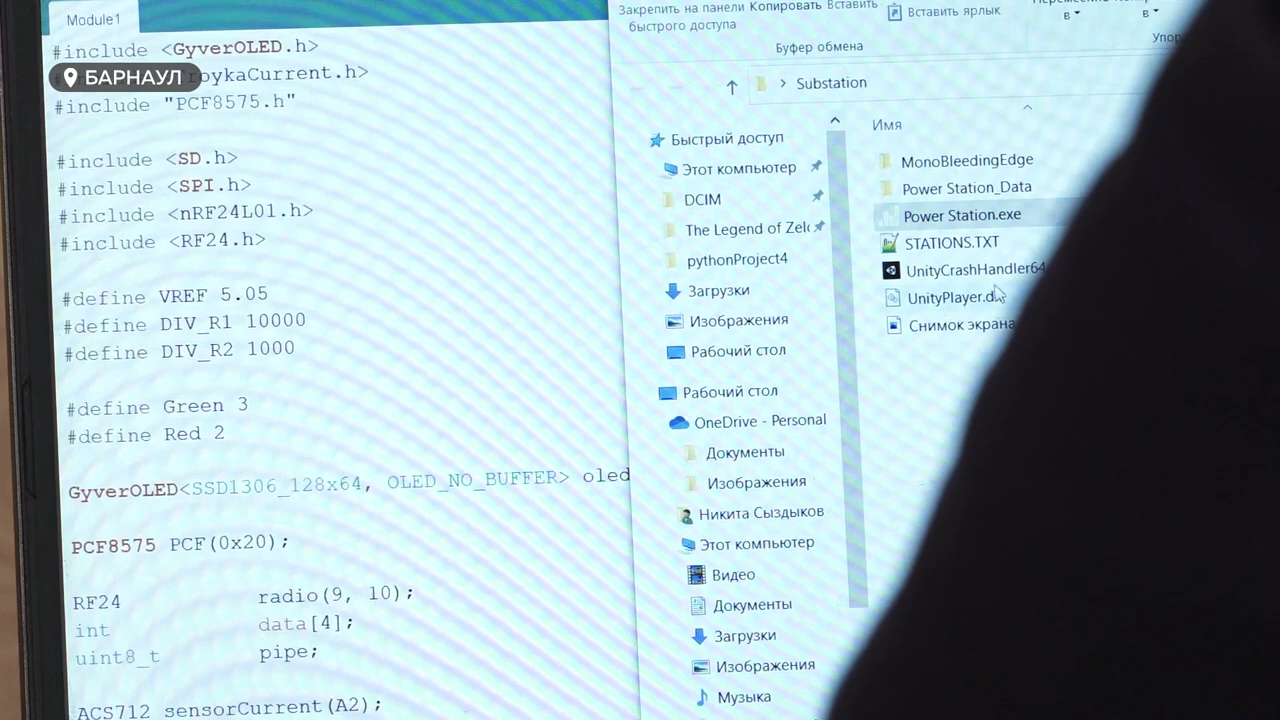 Module1
#include <GyverOLED.h>
БАРНАУЛ
roykaCurrent.h>
#include "PCF8575.h"
#include <SD.h>
#include <SPI.h>
#include <nRF24L01.h>
#include <RF24.h>
#define VREF 5.05
#define DIV_R1 10000
#define DIV_R2 1000
#define Green 3
#define Red 2
GyverOLED<SSD1306_128x64, OLED_NO_BUFFER> oled
PCF8575 PCF(0x20);
RF24 radio(9, 10);
int data[4];
uint8_t pipe;
ACS712 sensorCurrent(A2);
Закрепить на панели Копировать Вставить
быстрого доступа
Вставить ярлык
в
в
Буфер обмена
Упор
Substation
Быстрый доступ
Этот компьютер
DCIM
The Legend of Zel
pythonProject4
Загрузки
Изображения
Рабочий стол
Рабочий стол
OneDrive - Personal
Документы
Изображения
Никита Сыздыков
Этот компьютер
Видео
Документы
Загрузки
Изображения
Музыка
Имя
MonoBleedingEdge
Power Station_Data
Power Station.exe
STATIONS.TXT
UnityCrashHandler64
UnityPlayer.d
Снимок экрана